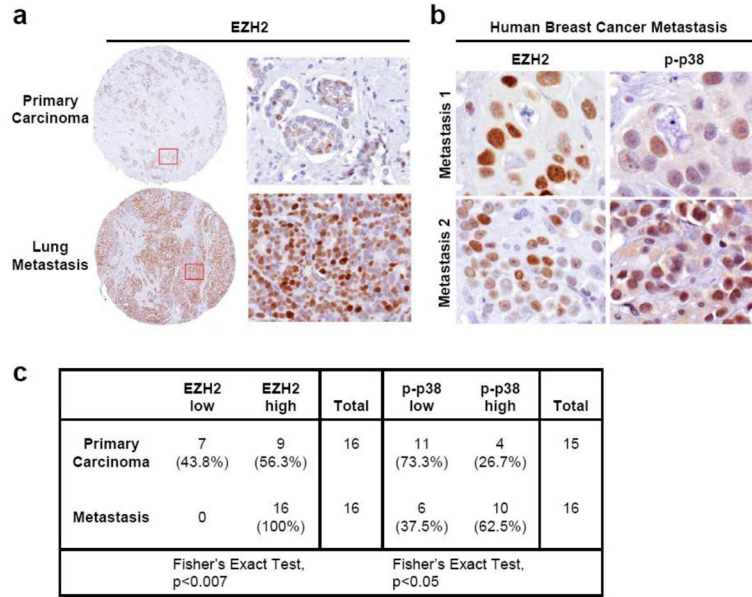 a
EZH2
Primary
Carcinoma
Lung
Metastasis
b
Human Breast Cancer Metastasis
EZH2 p-p38
Metastasis 1
Metastasis 2
c
EZH2 low EZH2 high Total p-p38 low p-p38 high Total
Primary Carcinoma 7 (43.8%) 9 (56.3%) 16 11 (73.3%) 4 (26.7%) 15
Metastasis 0 16 (100%) 16 6 (37.5%) 10 (62.5%) 16
Fisher's Exact Test, p<0.007 Fisher's Exact Test, p<0.05